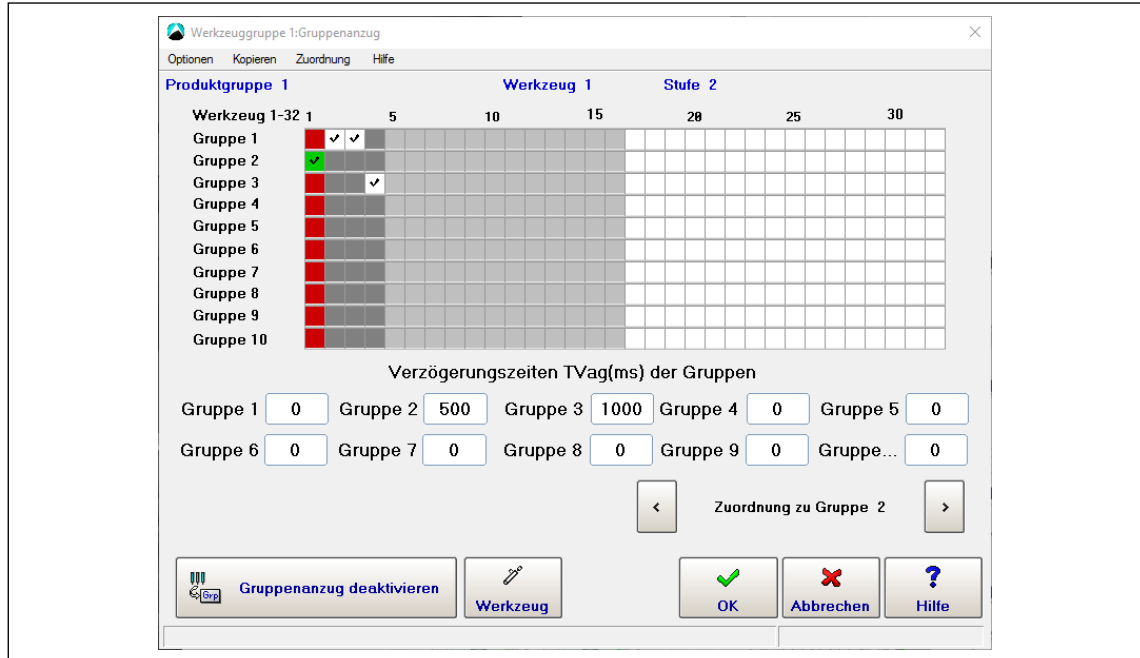 Werkzeuggruppe 1:Gruppenanzug
Optionen Kopieren Zuordnung Hilfe
Produktgruppe 1 Werkzeug 1 Stufe 2
Werkzeug 1-32 1 5 10 15 20 25 30
Gruppe 1
Gruppe 2
Gruppe 3
Gruppe 4
Gruppe 5
Gruppe 6
Gruppe 7
Gruppe 8
Gruppe 9
Gruppe 10
Verzögerungszeiten TVag(ms) der Gruppen
Gruppe 1 0 Gruppe 2 500 Gruppe 3 1000 Gruppe 4 0 Gruppe 5 0
Gruppe 6 0 Gruppe 7 0 Gruppe 8 0 Gruppe 9 0 Gruppe... 0
< Zuordnung zu Gruppe 2 >
Grp Gruppenanzug deaktivieren Werkzeug OK Abbrechen Hilfe